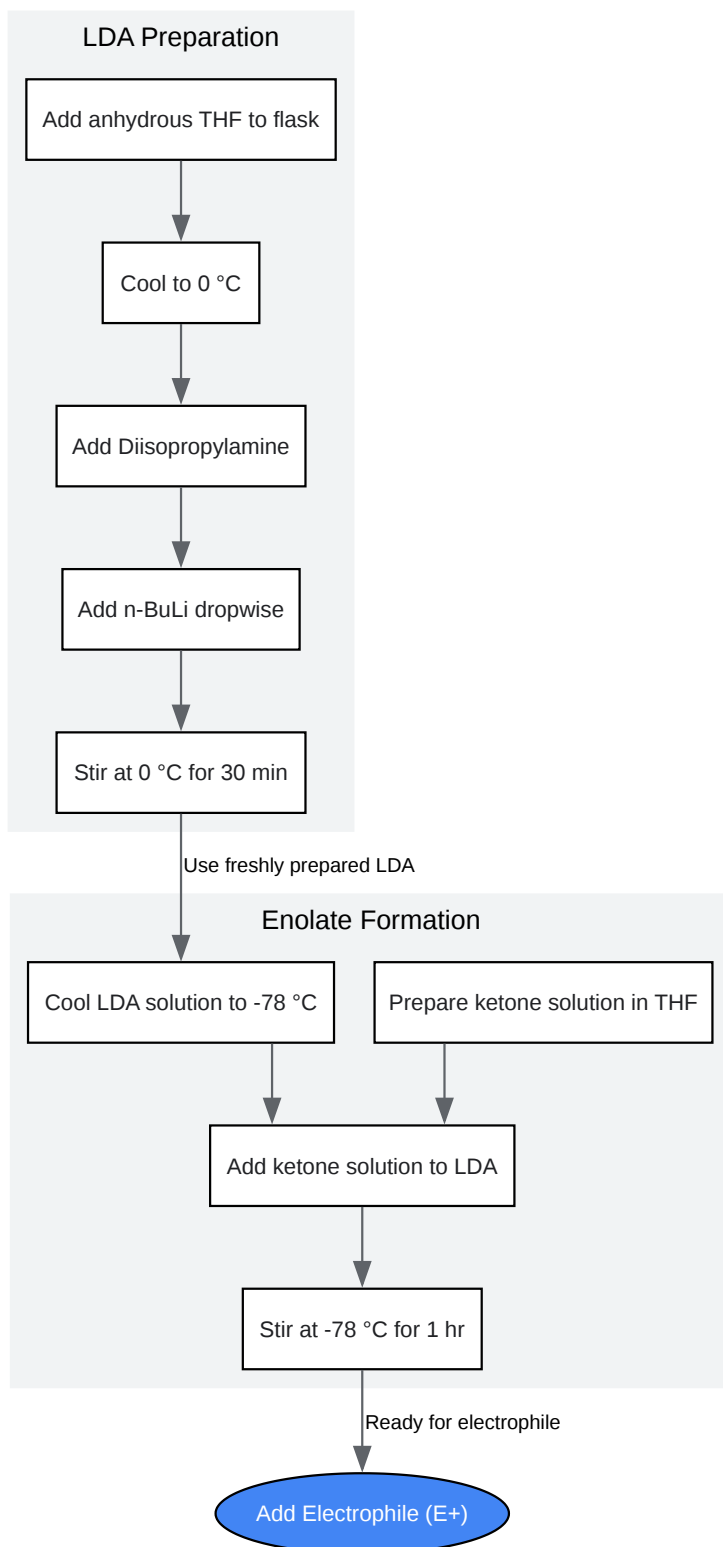 LDA Preparation
Add anhydrous THF to flask
Cool to 0 °C
Add Diisopropylamine
Add n-BuLi dropwise
Stir at 0 °C for 30 min
Use freshly prepared LDA
Enolate Formation
Cool LDA solution to -78 °C
Prepare ketone solution in THF
Add ketone solution to LDA
Stir at -78 °C for 1 hr
Ready for electrophile
Add Electrophile (E+)